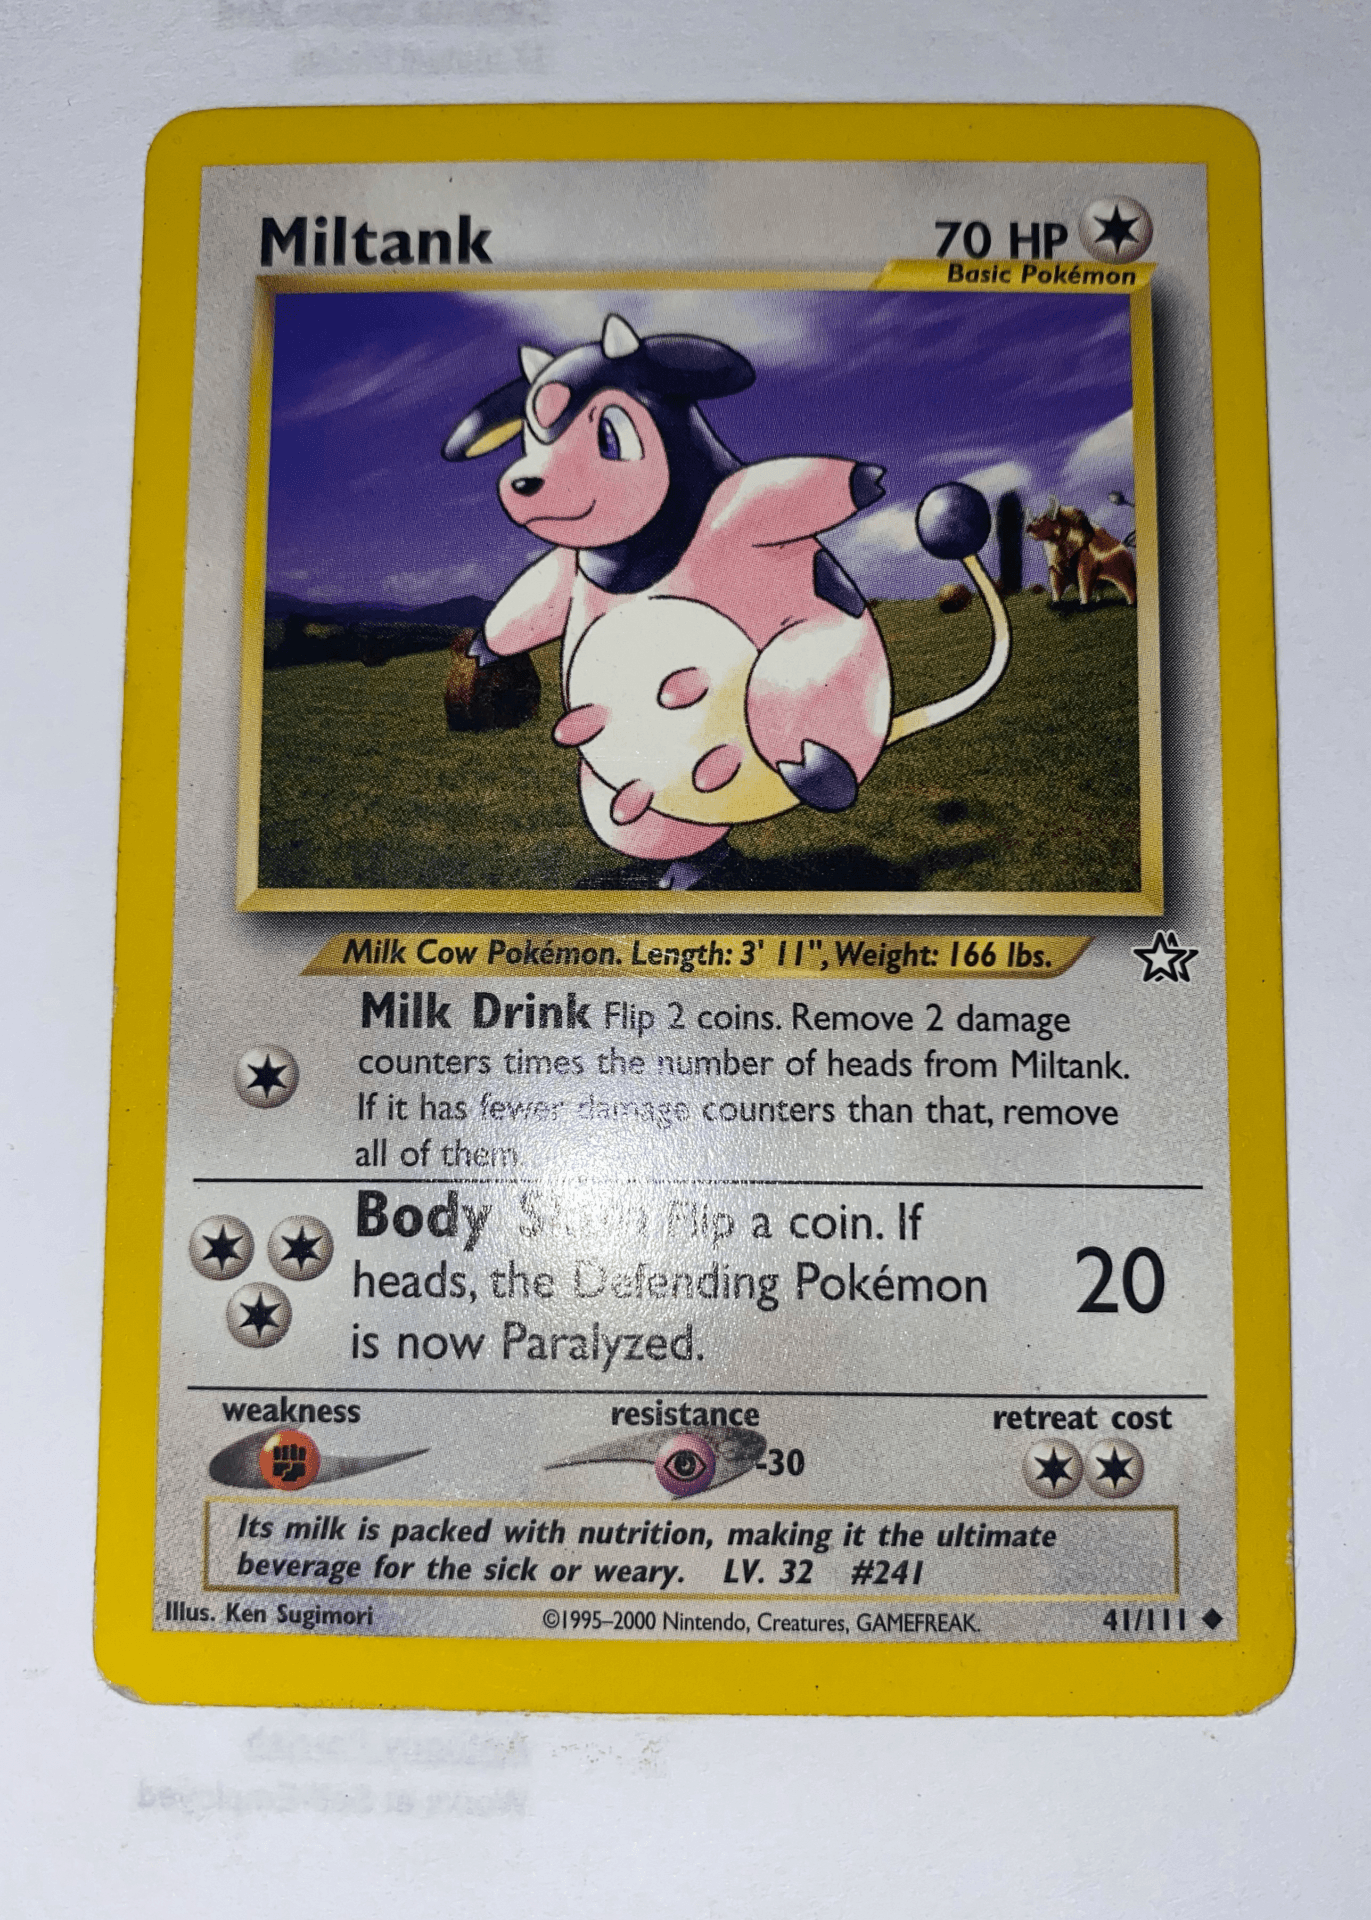 Miltank
70 HP
Basic Pokémon
Milk Cow Pokémon. Length: 3' 11", Weight: 166 lbs.
Milk Drink Flip 2 coins. Remove 2 damage
counters times the number of heads from Miltank.
If it has fewer damage counters than that, remove
all of them.
Body Slam Flip a coin. If
heads, the Defending Pokémon
is now Paralyzed.
20
weakness
resistance
retreat cost
-30
Its milk is packed with nutrition, making it the ultimate
beverage for the sick or weary. LV. 32 #241
Illus. Ken Sugimori
©1995–2000 Nintendo, Creatures, GAMEFREAK.
41/111